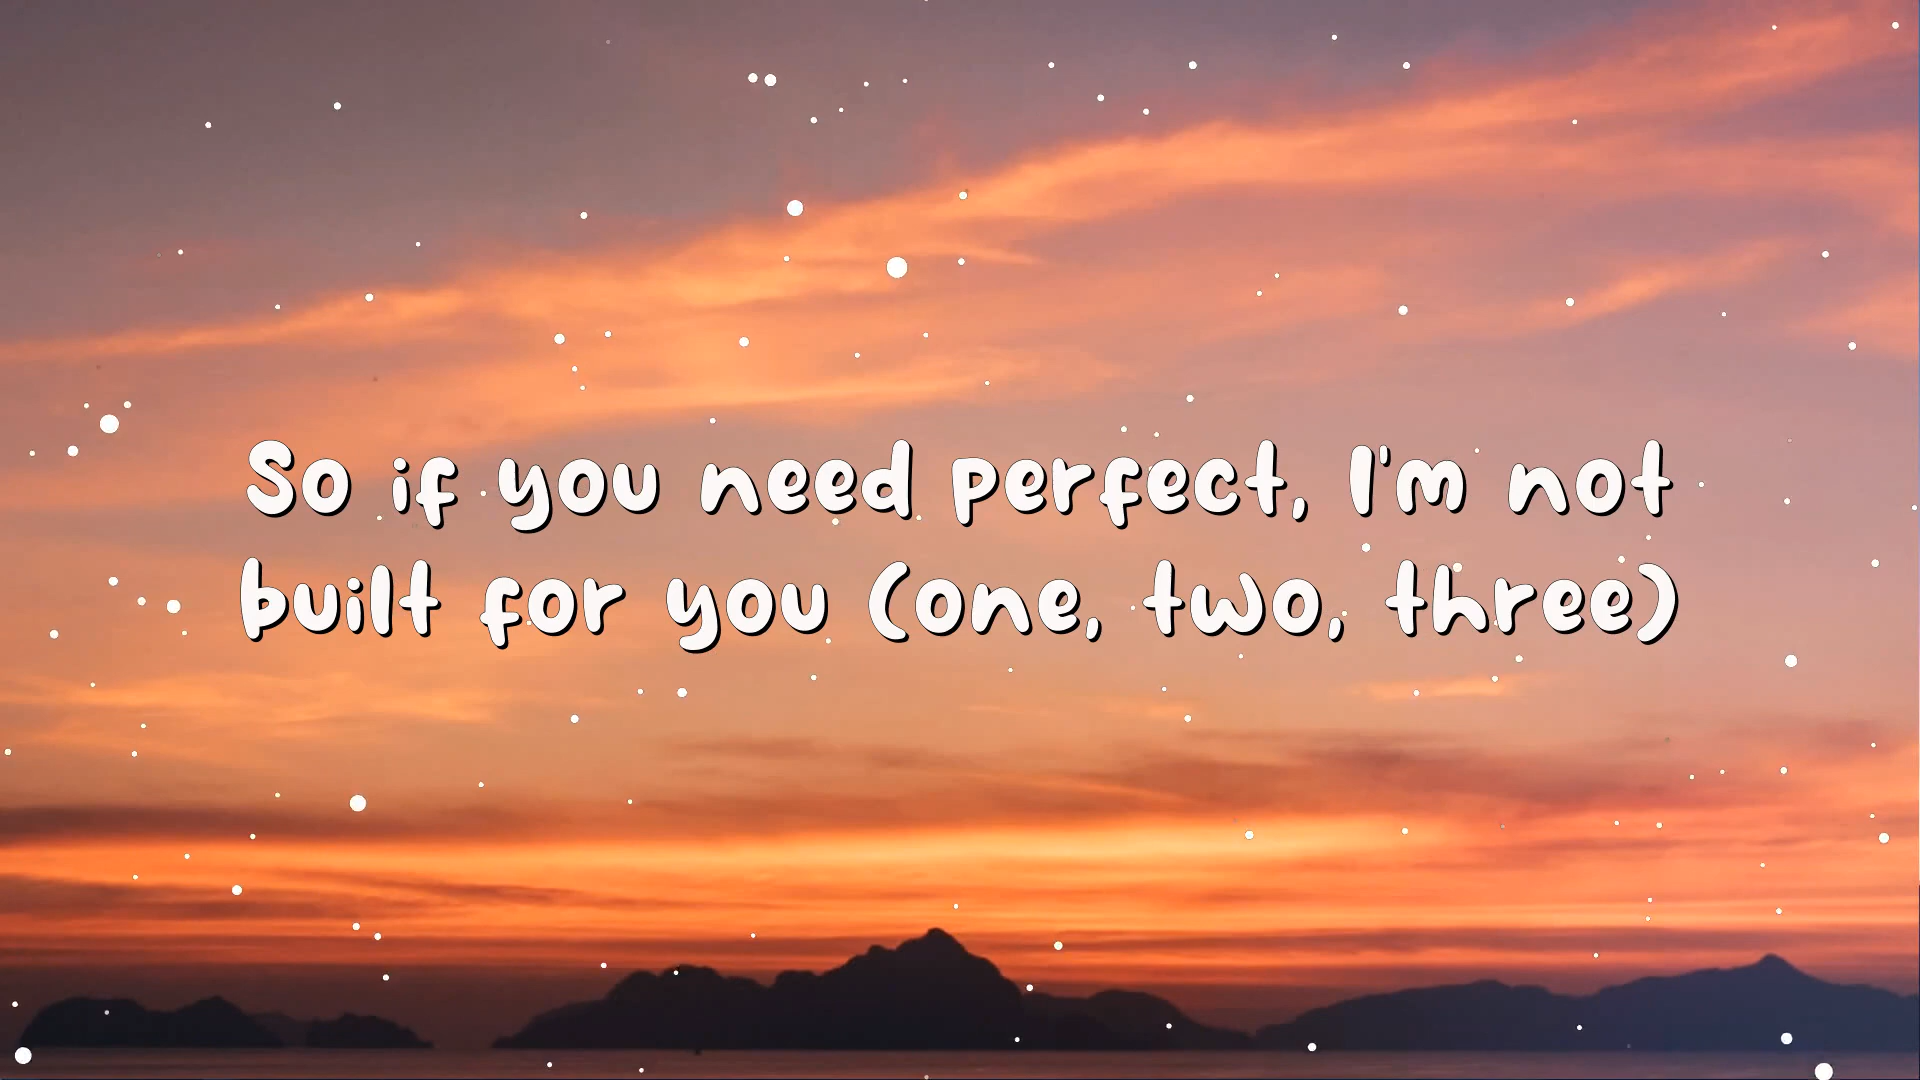 So if you need perfect, I'm not
built for you (one, two, three)